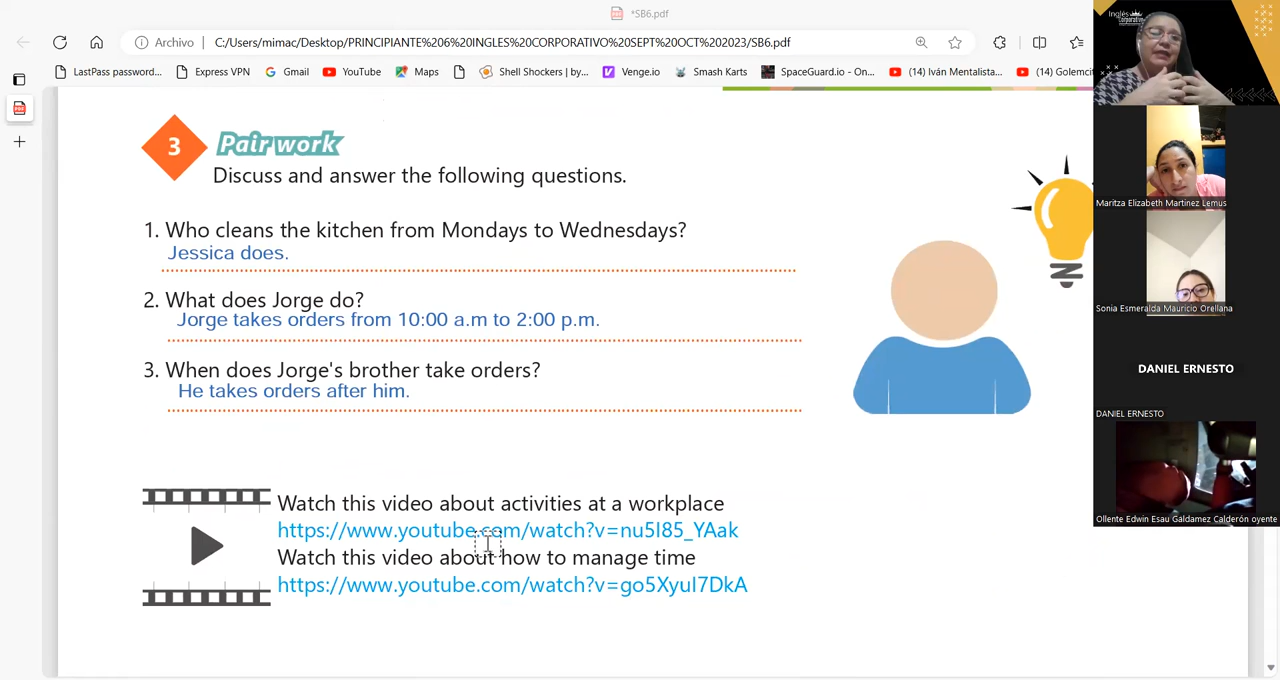 *SB6.pdf
Archivo C:/Users/mimac/Desktop/PRINCIPIANTE%206%20INGLES%20CORPORATIVO%20SEPT%20OCT%202023/SB6.pdf
LastPass password... Express VPN Gmail YouTube Maps Shell Shockers | by... Venge.io Smash Karts SpaceGuard.io - On... (14) Iván Mentalista... (14) Golemcit
3 Pair work
Discuss and answer the following questions.
1. Who cleans the kitchen from Mondays to Wednesdays?
Jessica does.
2. What does Jorge do?
Jorge takes orders from 10:00 a.m to 2:00 p.m.
3. When does Jorge's brother take orders?
He takes orders after him.
Watch this video about activities at a workplace
https://www.youtube.com/watch?v=nu5I85_YAak
Watch this video about how to manage time
https://www.youtube.com/watch?v=go5XyuI7DkA
Inglés
Corporativo
Maritza Elizabeth Martinez Lemus
Sonia Esmeralda Mauricio Orellana
DANIEL ERNESTO
DANIEL ERNESTO
Ollente Edwin Esau Galdamez Calderón oyente